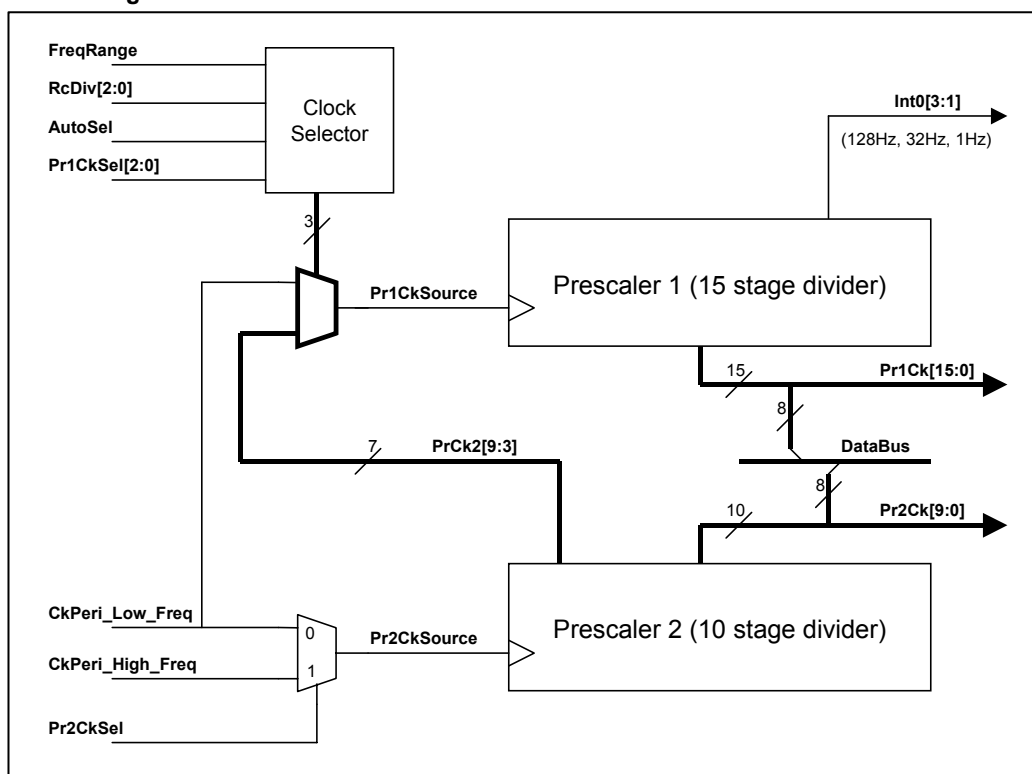 FreqRange
RcDiv[2:0]
AutoSel
Pr1CkSel[2:0]
Clock
Selector
Int0[3:1]
(128Hz, 32Hz, 1Hz)
3
Pr1CkSource
Prescaler 1 (15 stage divider)
15
Pr1Ck[15:0]
8
7
PrCk2[9:3]
DataBus
8
10
Pr2Ck[9:0]
CkPeri_Low_Freq
0
CkPeri_High_Freq
1
Pr2CkSource
Prescaler 2 (10 stage divider)
Pr2CkSel